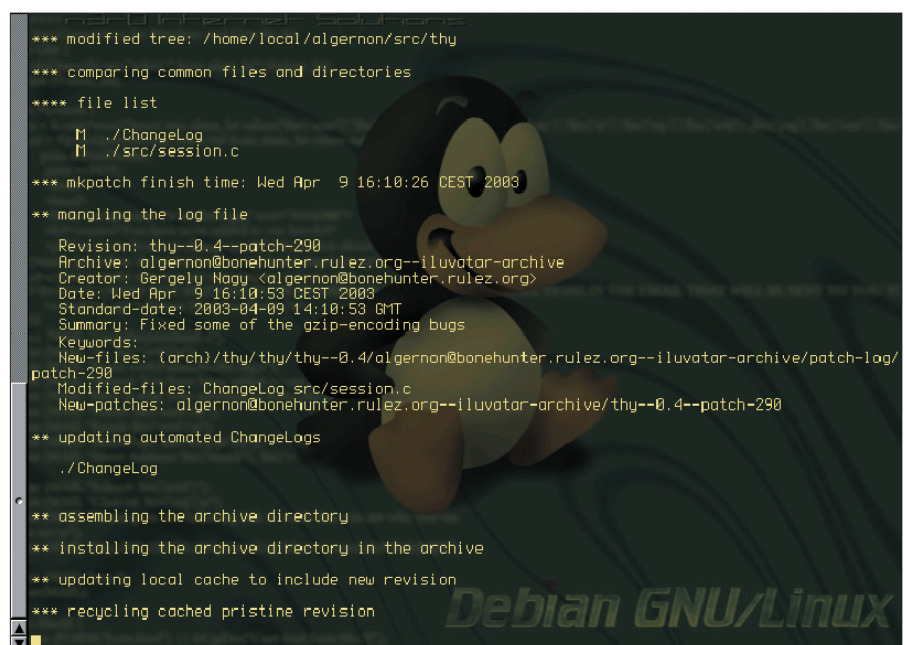 n3rd Internet Solutions
*** modified tree: /home/local/algernon/src/thy
*** comparing common files and directories
**** file list
M ./ChangeLog
M ./src/session.c
*** mkpatch finish time: Wed Apr 9 16:10:26 CEST 2003
** mangling the log file
Revision: thy--0.4--patch-290
Archive: algernon@bonehunter.rulez.org--iluvatar-archive
Creator: Gergely Nagy <algernon@bonehunter.rulez.org>
Date: Wed Apr 9 16:10:53 CEST 2003
Standard-date: 2003-04-09 14:10:53 GMT
Summary: Fixed some of the gzip-encoding bugs
Keywords:
New-files: {arch}/thy/thy/thy--0.4/algernon@bonehunter.rulez.org--iluvatar-archive/patch-log/
patch-290
Modified-files: ChangeLog src/session.c
New-patches: algernon@bonehunter.rulez.org--iluvatar-archive/thy--0.4--patch-290
** updating automated ChangeLogs
./ChangeLog
** assembling the archive directory
** installing the archive directory in the archive
** updating local cache to include new revision
*** recycling cached pristine revision
Debian GNU/Linux